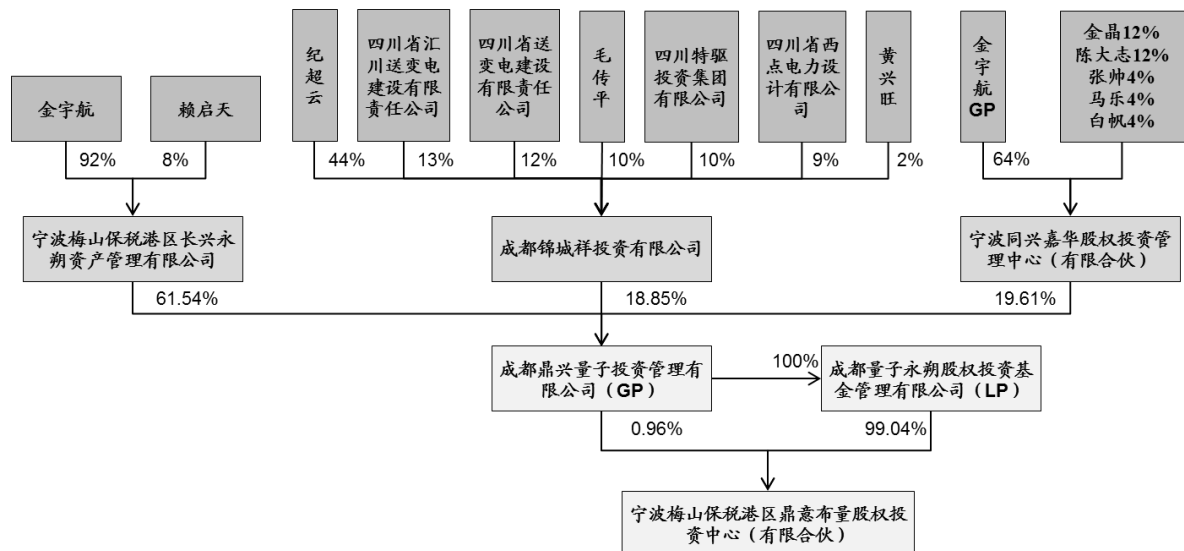 金宇航
赖启天
纪超云
四川省汇
川送变电
建设有限
责任公司
四川省送
变电建设
有限责任
公司
毛传平
四川特驱
投资集团
有限公司
四川省西
点电力设
计有限公
司
黄兴旺
金宇航
GP
金晶12%
陈大志12%
张帅4%
马乐4%
白帆4%
92%
8%
44%
13%
12%
10%
10%
9%
2%
64%
宁波梅山保税港区长兴永
朔资产管理有限公司
成都锦城祥投资有限公司
宁波同兴嘉华股权投资管
理中心（有限合伙）
61.54%
18.85%
19.61%
成都鼎兴量子投资管理有
限公司（GP）
100%
成都量子永朔股权投资基
金管理有限公司（LP）
0.96%
99.04%
宁波梅山保税港区鼎意布量股权投
资中心（有限合伙）